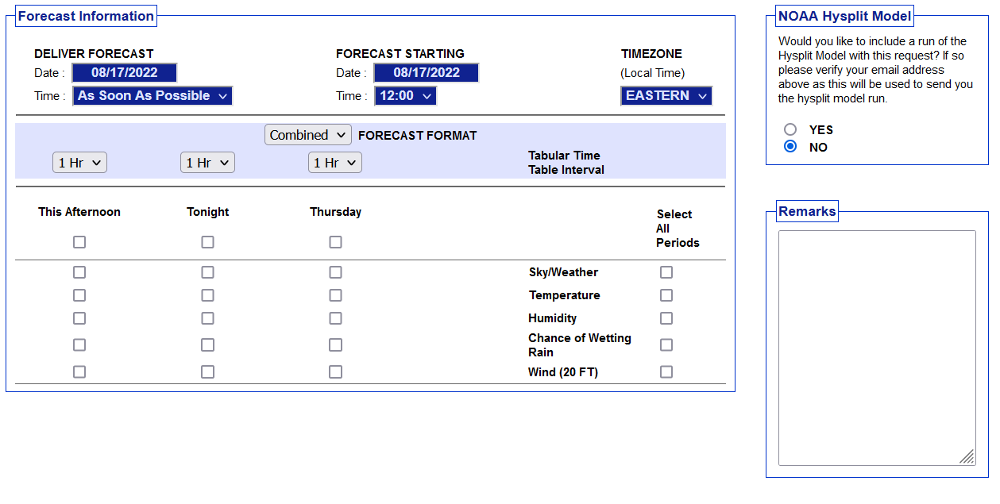 Forecast Information
DELIVER FORECAST
Date : 08/17/2022
Time : As Soon As Possible
FORECAST STARTING
Date : 08/17/2022
Time : 12:00
TIMEZONE
(Local Time)
EASTERN
Combined FORECAST FORMAT
1 Hr 1 Hr 1 Hr Tabular Time
Table Interval
This Afternoon Tonight Thursday
Select
All
Periods
Sky/Weather
Temperature
Humidity
Chance of Wetting
Rain
Wind (20 FT)
NOAA Hysplit Model
Would you like to include a run of the
Hysplit Model with this request? If so
please verify your email address
above as this will be used to send you
the hysplit model run.
YES
NO
Remarks